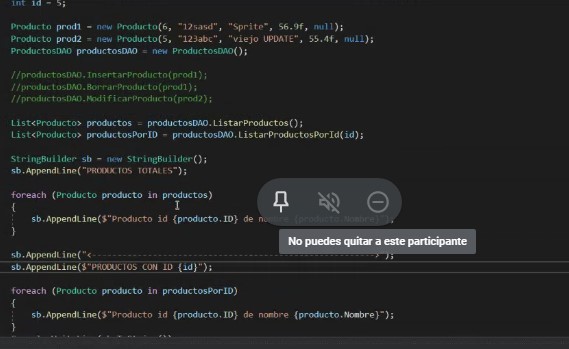 int id = 5;
Producto prod1 = new Producto(6, "12sasd", "Sprite", 56.9f, null);
Producto prod2 = new Producto(5, "123abc", "viejo UPDATE", 55.4f, null);
ProductosDAO productosDAO = new ProductosDAO();
//productosDAO.InsertarProducto(prod1);
//productosDAO.BorrarProducto(prod1);
//productosDAO.ModificarProducto(prod2);
List<Producto> productos = productosDAO.ListarProductos();
List<Producto> productosPorID = productosDAO.ListarProductosPorId(id);
StringBuilder sb = new StringBuilder();
sb.AppendLine("PRODUCTOS TOTALES");
foreach (Producto producto in productos)
{
sb.AppendLine($"Producto id {producto.ID} de nombre {producto.Nombre}");
}
No puedes quitar a este participante
sb.AppendLine("<-------------------------------------------------------> ");
sb.AppendLine($"PRODUCTOS CON ID {id}");
foreach (Producto producto in productosPorID)
{
sb.AppendLine($"Producto id {producto.ID} de nombre {producto.Nombre}");
}